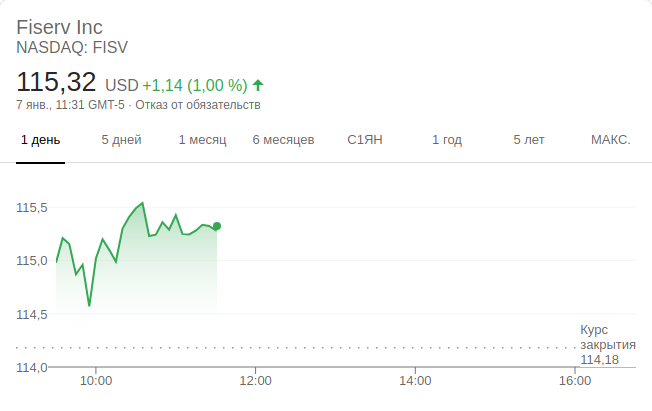 Fiserv Inc
NASDAQ: FISV
115,32 USD +1,14 (1,00 %)
7 янв., 11:31 GMT-5 · Отказ от обязательств
1 день 5 дней 1 месяц 6 месяцев С1ЯН 1 год 5 лет МАКС.
115,5
115,0
114,5
Курс
закрытия
114,18
114,0
10:00 12:00 14:00 16:00